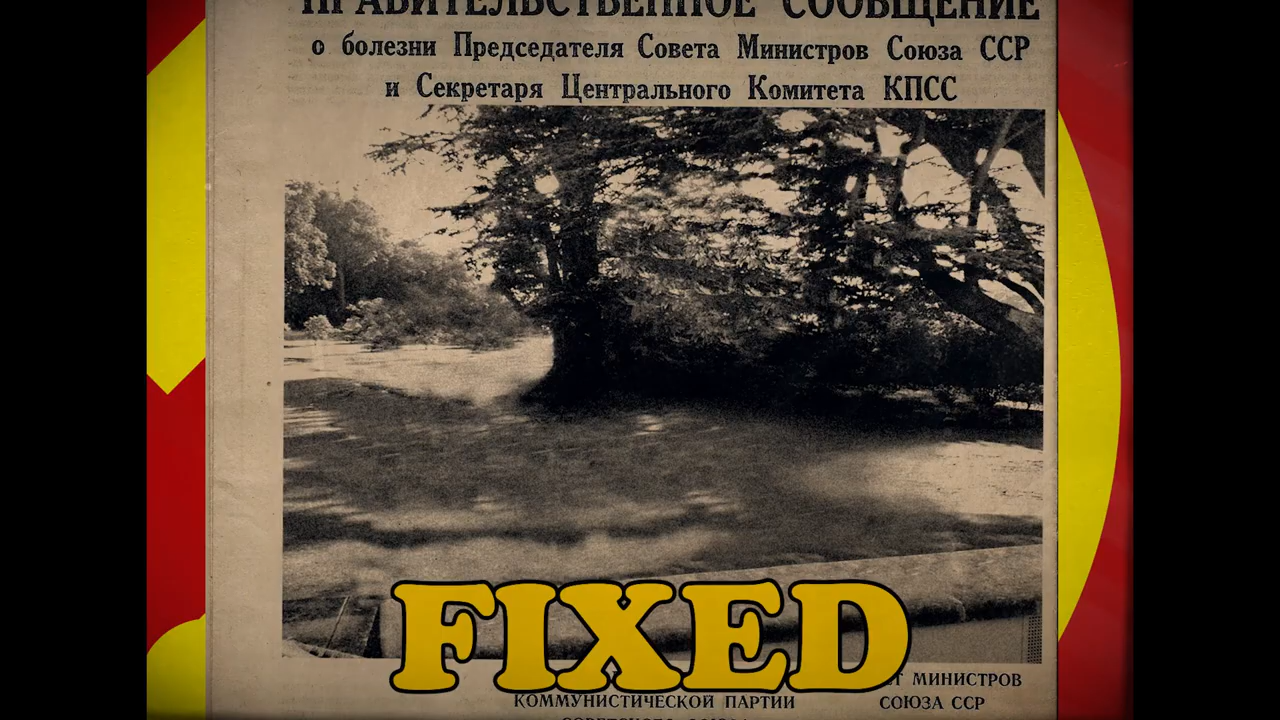 ПРАВИТЕЛЬСТВЕННОЕ СООБЩЕНИЕ
о болезни Председателя Совета Министров Союза ССР
и Секретаря Центрального Комитета КПСС
FIXED
МИНИСТРОВ
КОММУНИСТИЧЕСКОЙ ПАРТИИ
СОЮЗА ССР